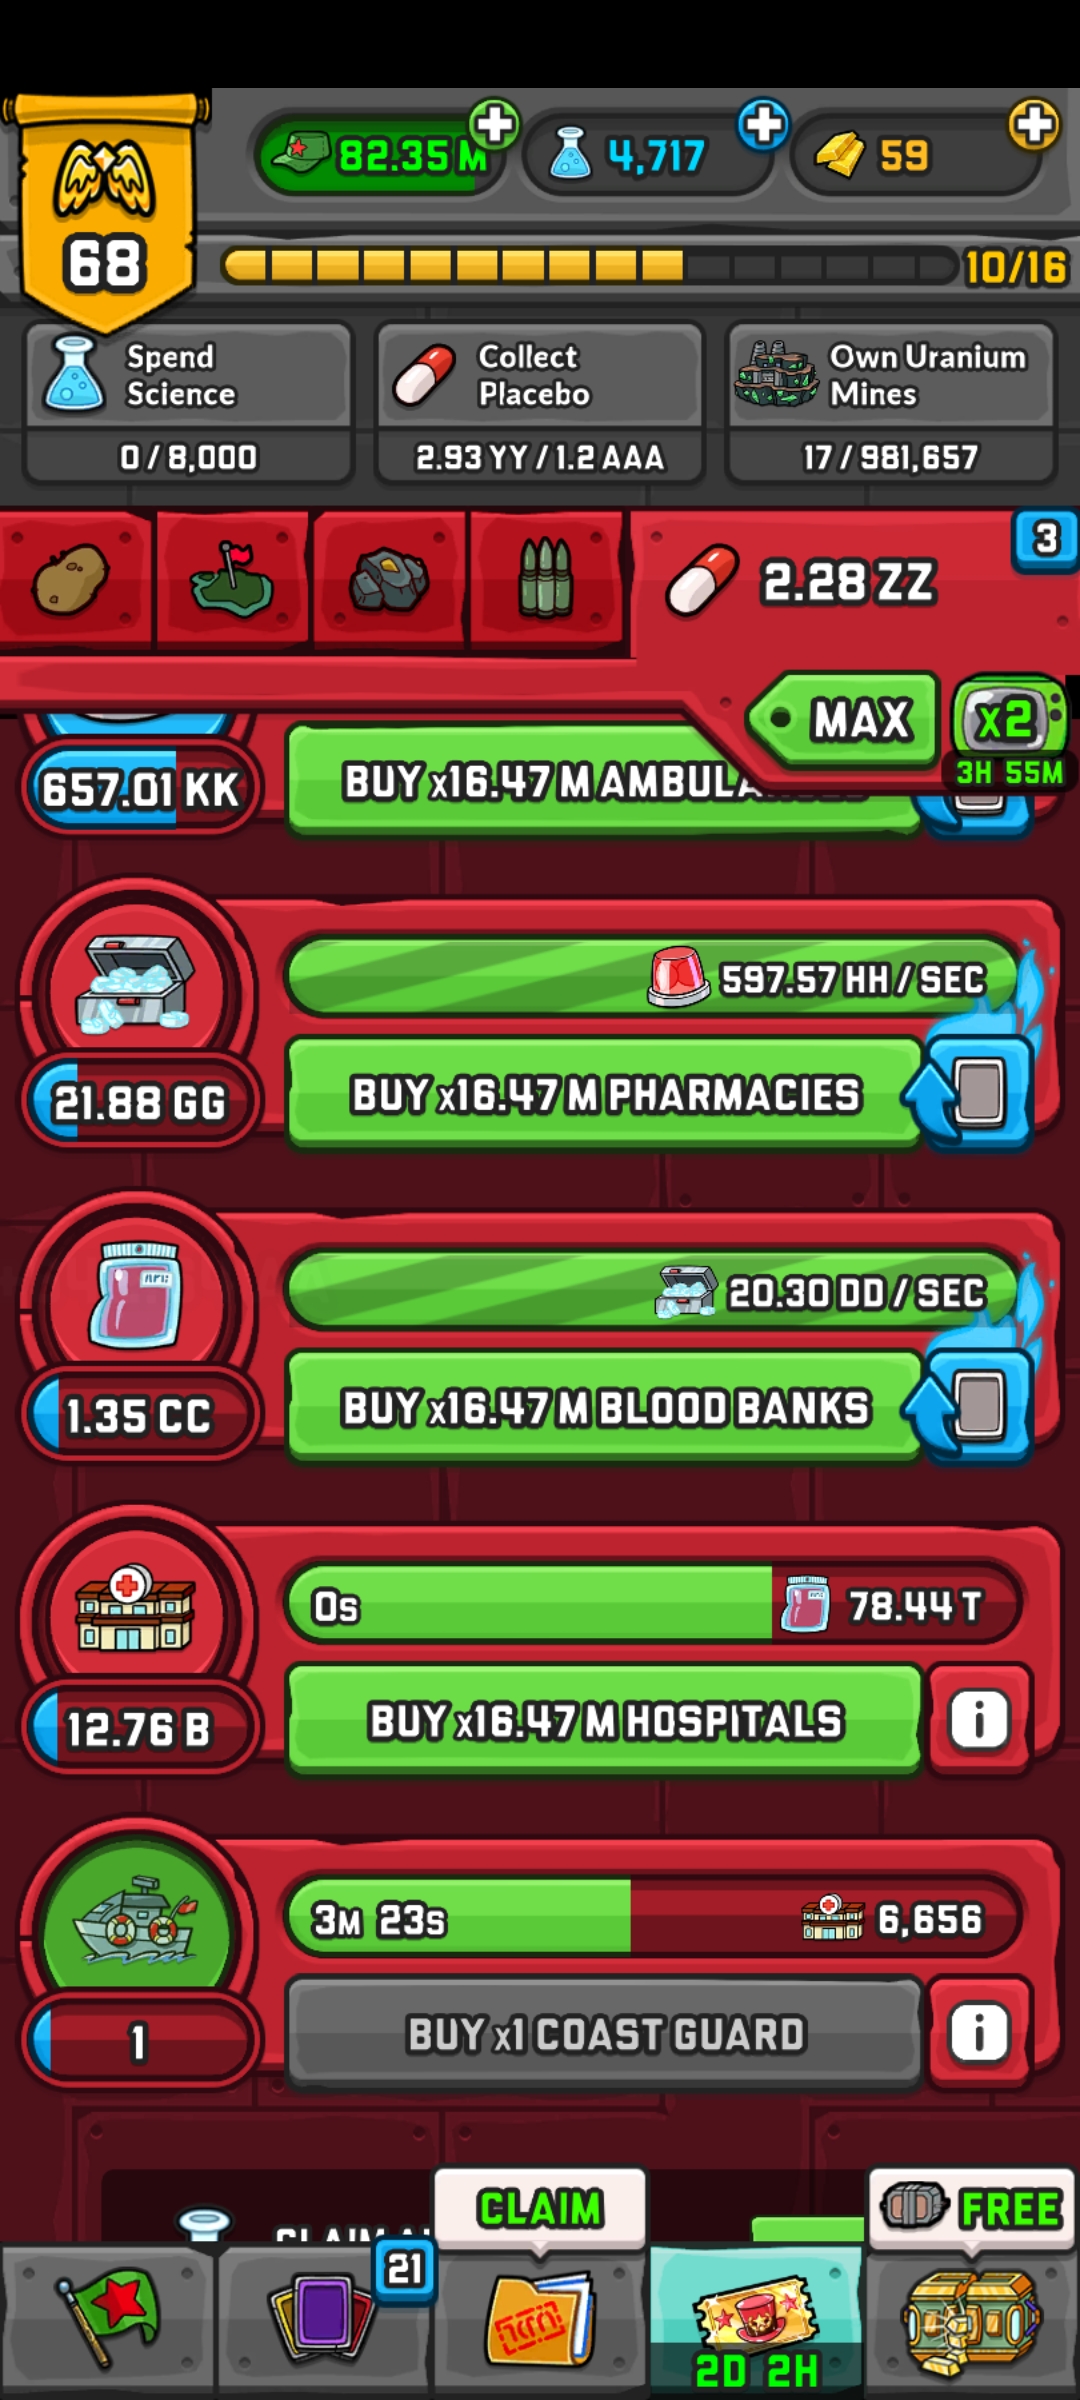 82.35 M
4,717
59
68
10/16
Spend
Science
Collect
Placebo
Own Uranium
Mines
0 / 8,000
2.93 YY / 1.2 AAA
17 / 981,657
3
2.28 ZZ
MAX
x2
3H 55M
657.01 KK
BUY x16.47 M
597.57 HH / SEC
21.88 GG
BUY x16.47 M PHARMACIES
20.30 DD / SEC
1.35 CC
BUY x16.47 M BLOOD BANKS
0s
78.44 T
12.76 B
BUY x16.47 M HOSPITALS
i
3M 23s
6,656
1
BUY x1 COAST GUARD
i
CLAIM
FREE
CLAIM
21
2D 2H